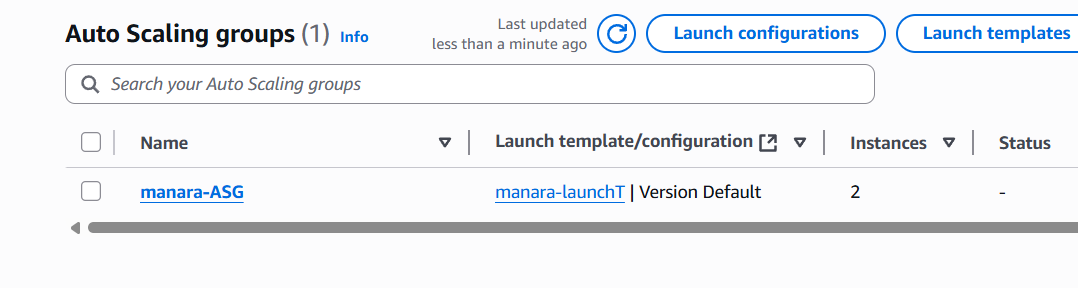 Auto Scaling groups (1) Info
Last updated
less than a minute ago
Launch configurations
Launch templates
Search your Auto Scaling groups
Name
Launch template/configuration
Instances
Status
manara-ASG
manara-launchT | Version Default
2
-